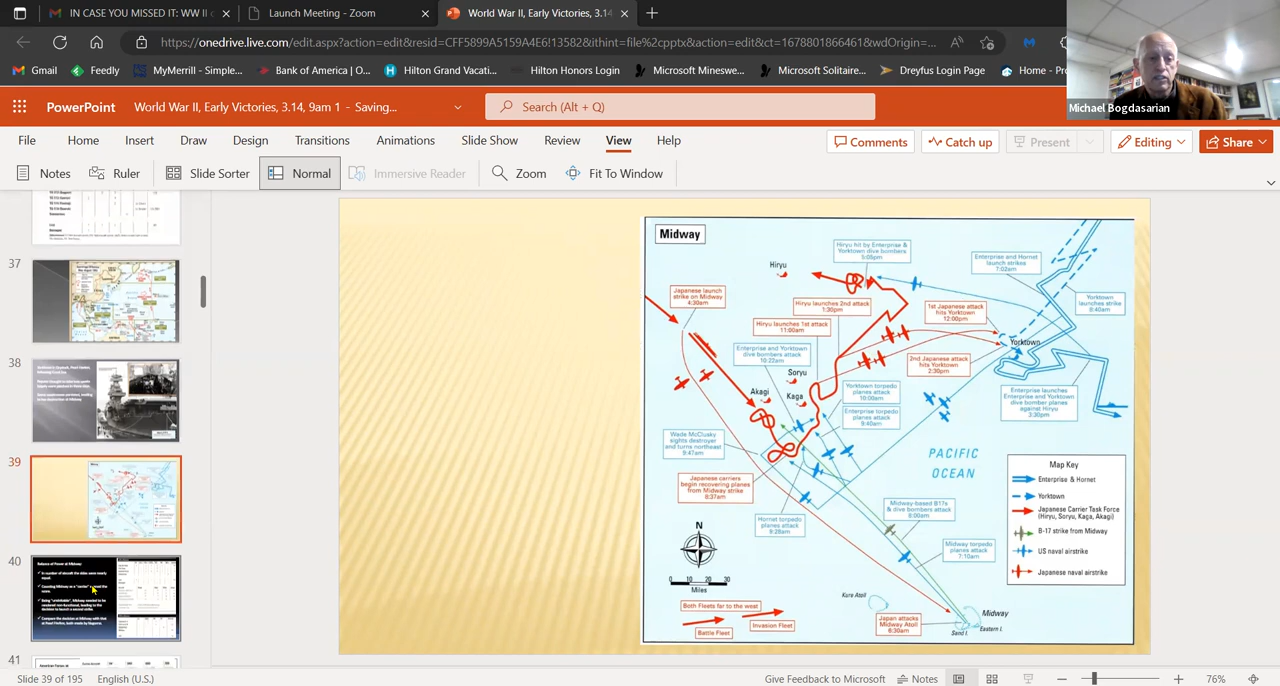 IN CASE YOU MISSED IT: WW II
Launch Meeting - Zoom
World War II, Early Victories, 3.14
https://onedrive.live.com/edit.aspx?action=edit&resid=CFF5899A5159A4E6!13582&ithint=file%2cpptx&action=edit&ct=1678801866461&wdOrigin=...
Gmail
Feedly
MyMerrill - Simple...
Bank of America | O...
Hilton Grand Vacati...
Hilton Honors Login
Microsoft Mineswe...
Microsoft Solitaire...
Dreyfus Login Page
Home - Pr
Michael Bogdasarian
PowerPoint
World War II, Early Victories, 3.14, 9am 1 - Saving...
Search (Alt + Q)
File
Home
Insert
Draw
Design
Transitions
Animations
Slide Show
Review
View
Help
Comments
Catch up
Present
Editing
Share
Notes
Ruler
Slide Sorter
Normal
Immersive Reader
Zoom
Fit To Window
37
38
39
40
Balance of Power at Midway
41
Midway
Hiryu
Hiryu hit by Enterprise &
Yorktown dive bombers
5:05pm
Enterprise and Hornet
launch strikes
7:02am
Japanese launch
strike on Midway
4:30am
Hiryu launches 2nd attack
1:30pm
1st Japanese attack
hits Yorktown
12:00pm
Yorktown
launch strike
8:40am
Hiryu launches 1st attack
11:00am
Enterprise and Yorktown
dive bombers attack
10:22am
Yorktown
2nd Japanese attack
hits Yorktown
2:30pm
Soryu
Akagi
Kaga
Yorktown torpedo
planes attack
10:00am
Enterprise torpedo
planes attack
9:40am
Enterprise launches
Enterprise and Yorktown
dive bomber planes
against Hiryu
3:30pm
Wade McClusky
sights destroyer
and turns northeast
9:47am
PACIFIC
OCEAN
Japanese carriers
begin recovering planes
from Midway strike
8:37am
Hornet torpedo
planes attack
9:28am
Midway-based B17s
& dive bombers attack
8:00am
Midway torpedo
planes attack
7:10am
Map Key
Enterprise & Hornet
Yorktown
Japanese Carrier Task Force
(Hiryu, Soryu, Kaga, Akagi)
B-17 strike from Midway
US naval airstrike
Japanese naval airstrike
N
0 10 20 30
Miles
Both Fleets far to the west
Battle Fleet
Invasion Fleet
Kure Atoll
Japan attacks
Midway Atoll
6:30am
Midway
Sand I.
Eastern I.
Slide 39 of 195
English (U.S.)
Give Feedback to Microsoft
Notes
76%